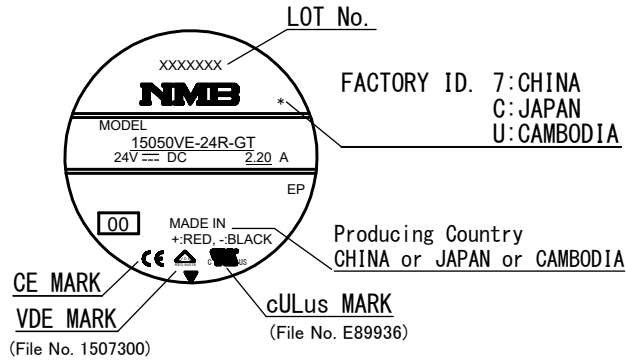 LOT No.
XXXXXXX
NMB
*
FACTORY ID. 7:CHINA
C:JAPAN
U:CAMBODIA
MODEL
15050VE-24R-GT
24V DC 2.20 A
EP
00
MADE IN
+:RED, -:BLACK
CE
C US
Producing Country
CHINA or JAPAN or CAMBODIA
CE MARK
VDE MARK
(File No. 1507300)
cULus MARK
(File No. E89936)